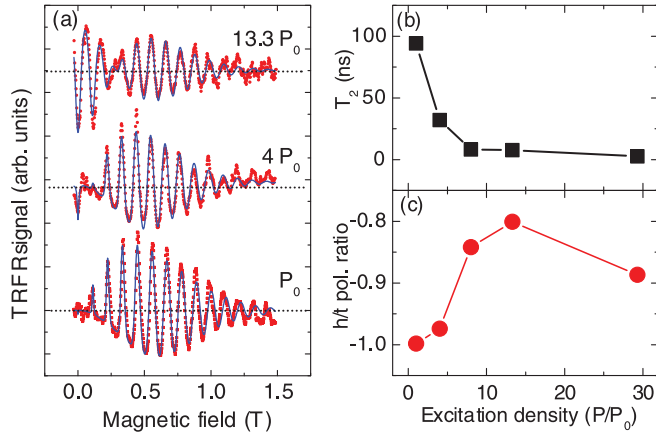 (a)
13.3 P₀
4 P₀
P₀
TRFRsignal (arb. units)
0.0 0.5 1.0 1.5
Magnetic field (T)
(b)
100
50
0
T₂ (ns)
(c)
-0.8
-0.9
-1.0
h/t pol. ratio
0 10 20 30
Excitation density (P/P₀)